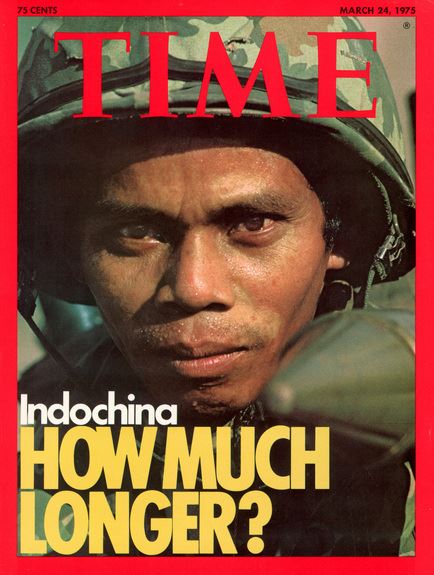 75 CENTS
MARCH 24, 1975
TIME
®
Indochina
HOW MUCH
LONGER?